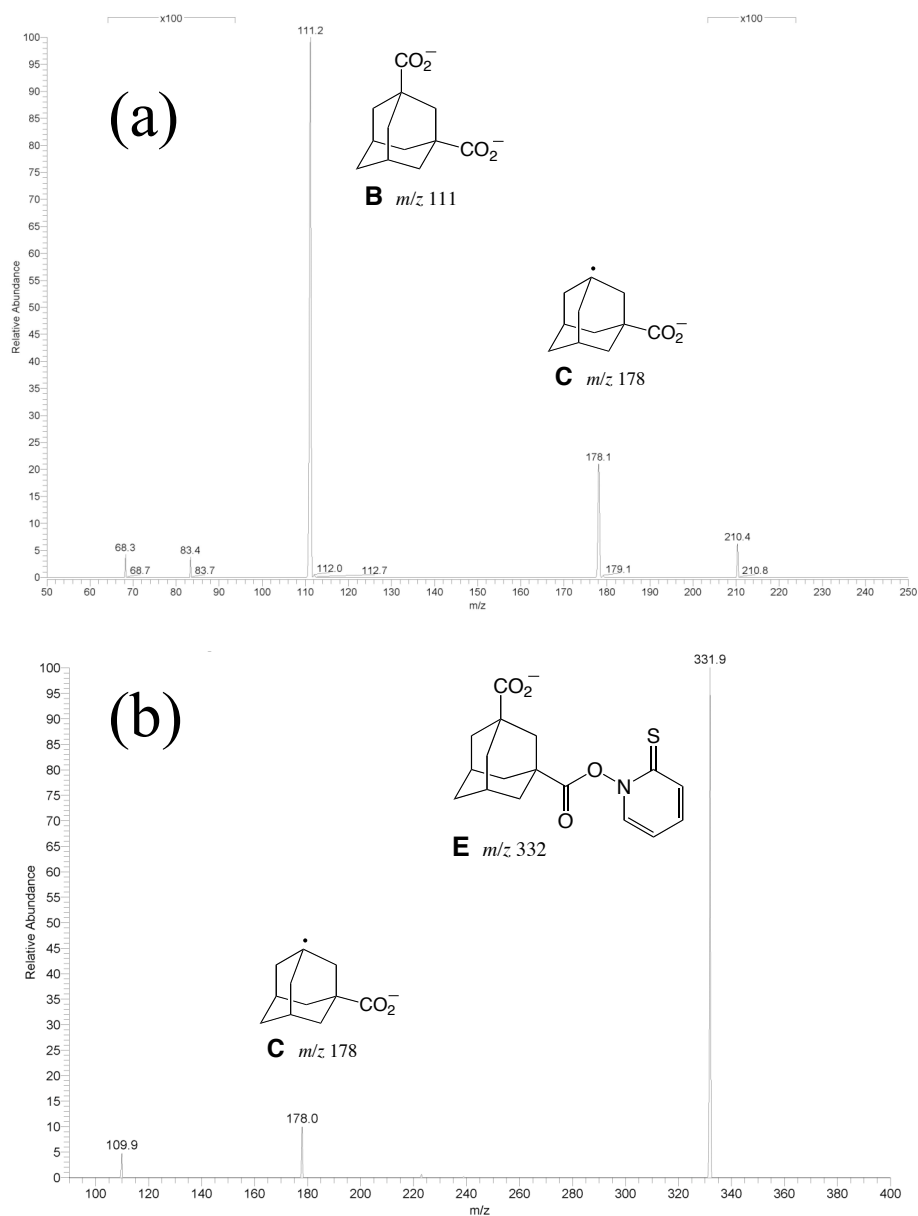 x100 x100
111.2
100
95
90
85
80
75
70
65
60
55
50
45
40
35
30
25
20
15
10
5
0
Relative Abundance
(a)
CO2−
CO2−
B m/z 111
CO2−
C m/z 178
178.1
68.3 83.4 210.4
68.7 83.7 112.0 112.7 179.1 210.8
50 60 70 80 90 100 110 120 130 140 150 160 170 180 190 200 210 220 230 240 250
m/z
331.9
100
95
90
85
80
75
70
65
60
55
50
45
40
35
30
25
20
15
10
5
0
Relative Abundance
(b)
CO2−
S
O
N
O
E m/z 332
CO2−
C m/z 178
178.0
109.9
100 120 140 160 180 200 220 240 260 280 300 320 340 360 380 400
m/z